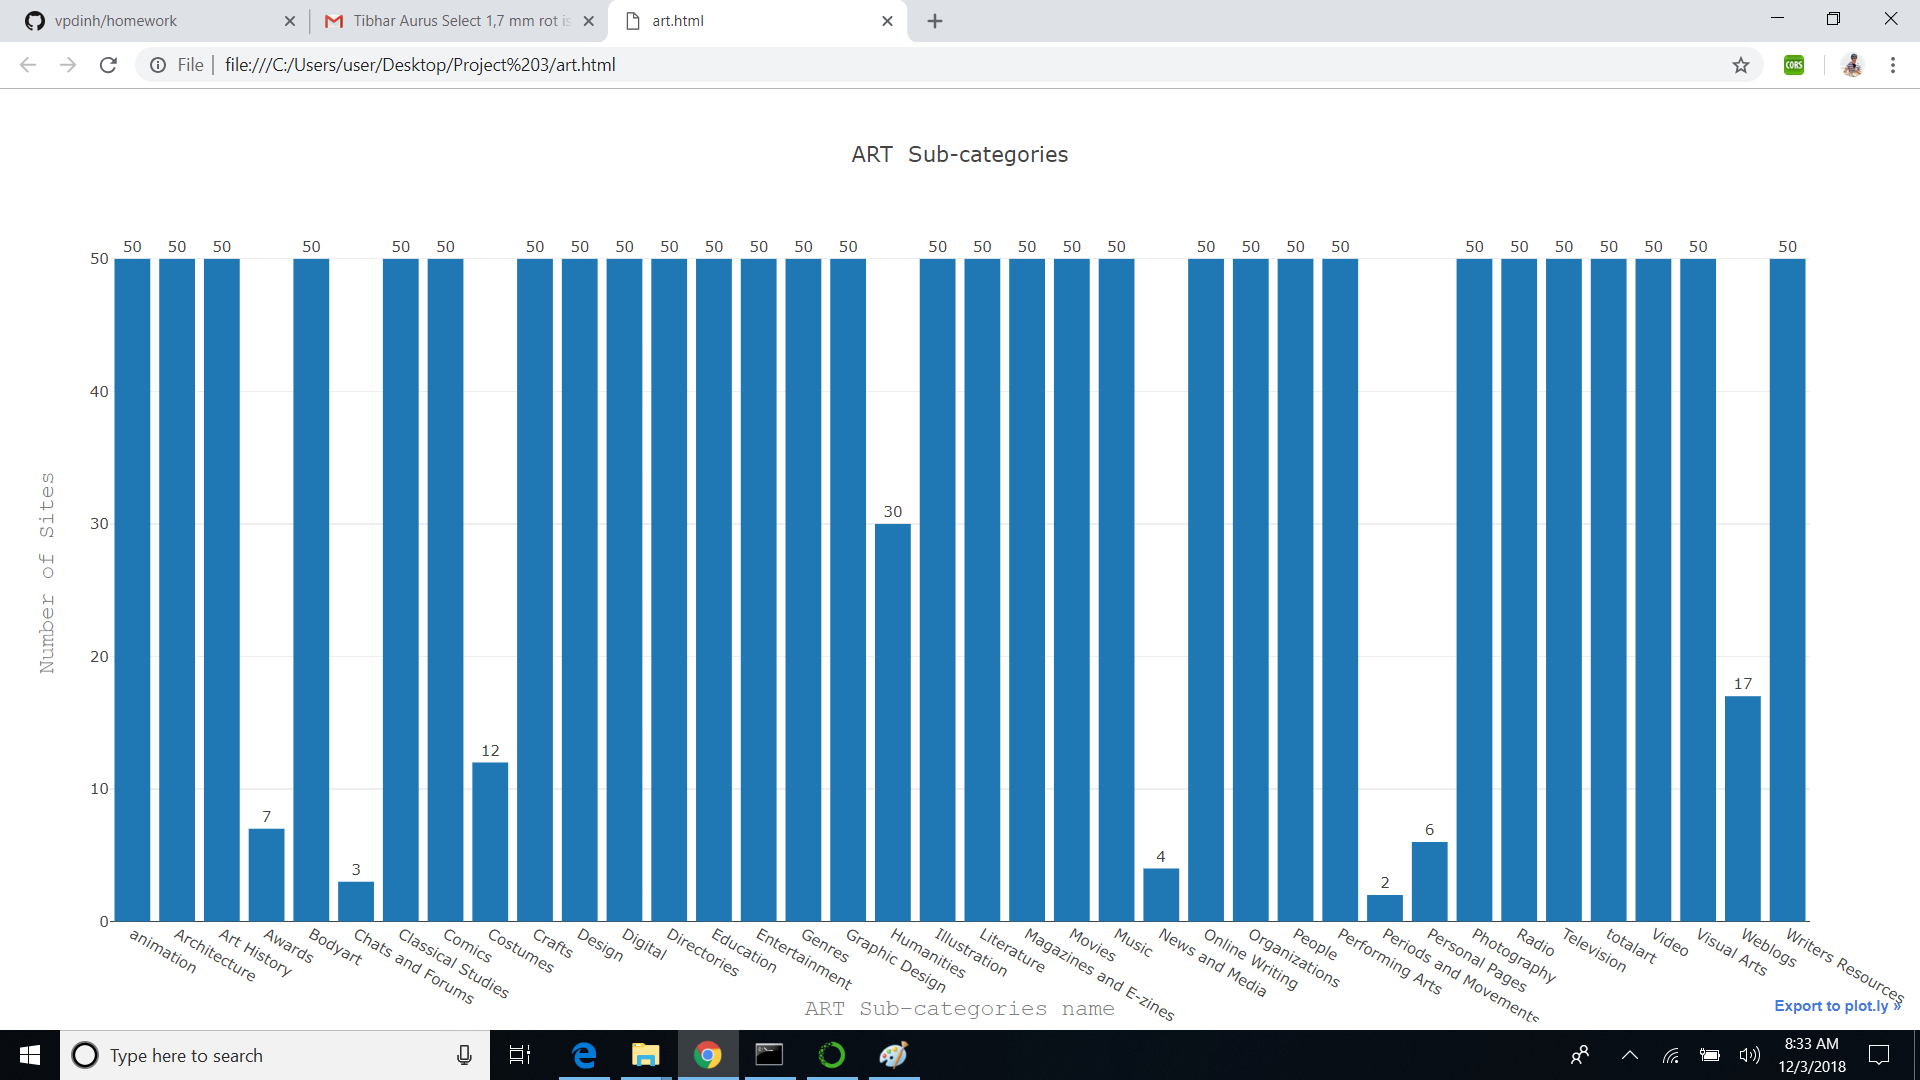 vpdinh/homework
Tibhar Aurus Select 1,7 mm rot is
art.html
File
file:///C:/Users/user/Desktop/Project%203/art.html
CORS
ART Sub-categories
50 50 50 50 50 50 50 50 50 50 50 50 50 50 50 50 50 50 50 50 50 50 50 50 50 50 50 50 50 50
50
40
30
20
10
0
7
3
12
30
4
2
6
17
Number of Sites
animation
Architecture
Art History
Awards
Bodyart
Chats and Forums
Classical Studies
Comics
Costumes
Crafts
Design
Digital
Directories
Education
Entertainment
Genres
Graphic Design
Humanities
Illustration
Literature
Magazines and E-zines
Movies
Music
News and Media
Online Writing
Organizations
People
Performing Arts
Periods and Movements
Personal Pages
Photography
Radio
Television
totalart
Video
Visual Arts
Weblogs
Writers Resources
ART Sub-categories name
Export to plot.ly »
Type here to search
8:33 AM
12/3/2018